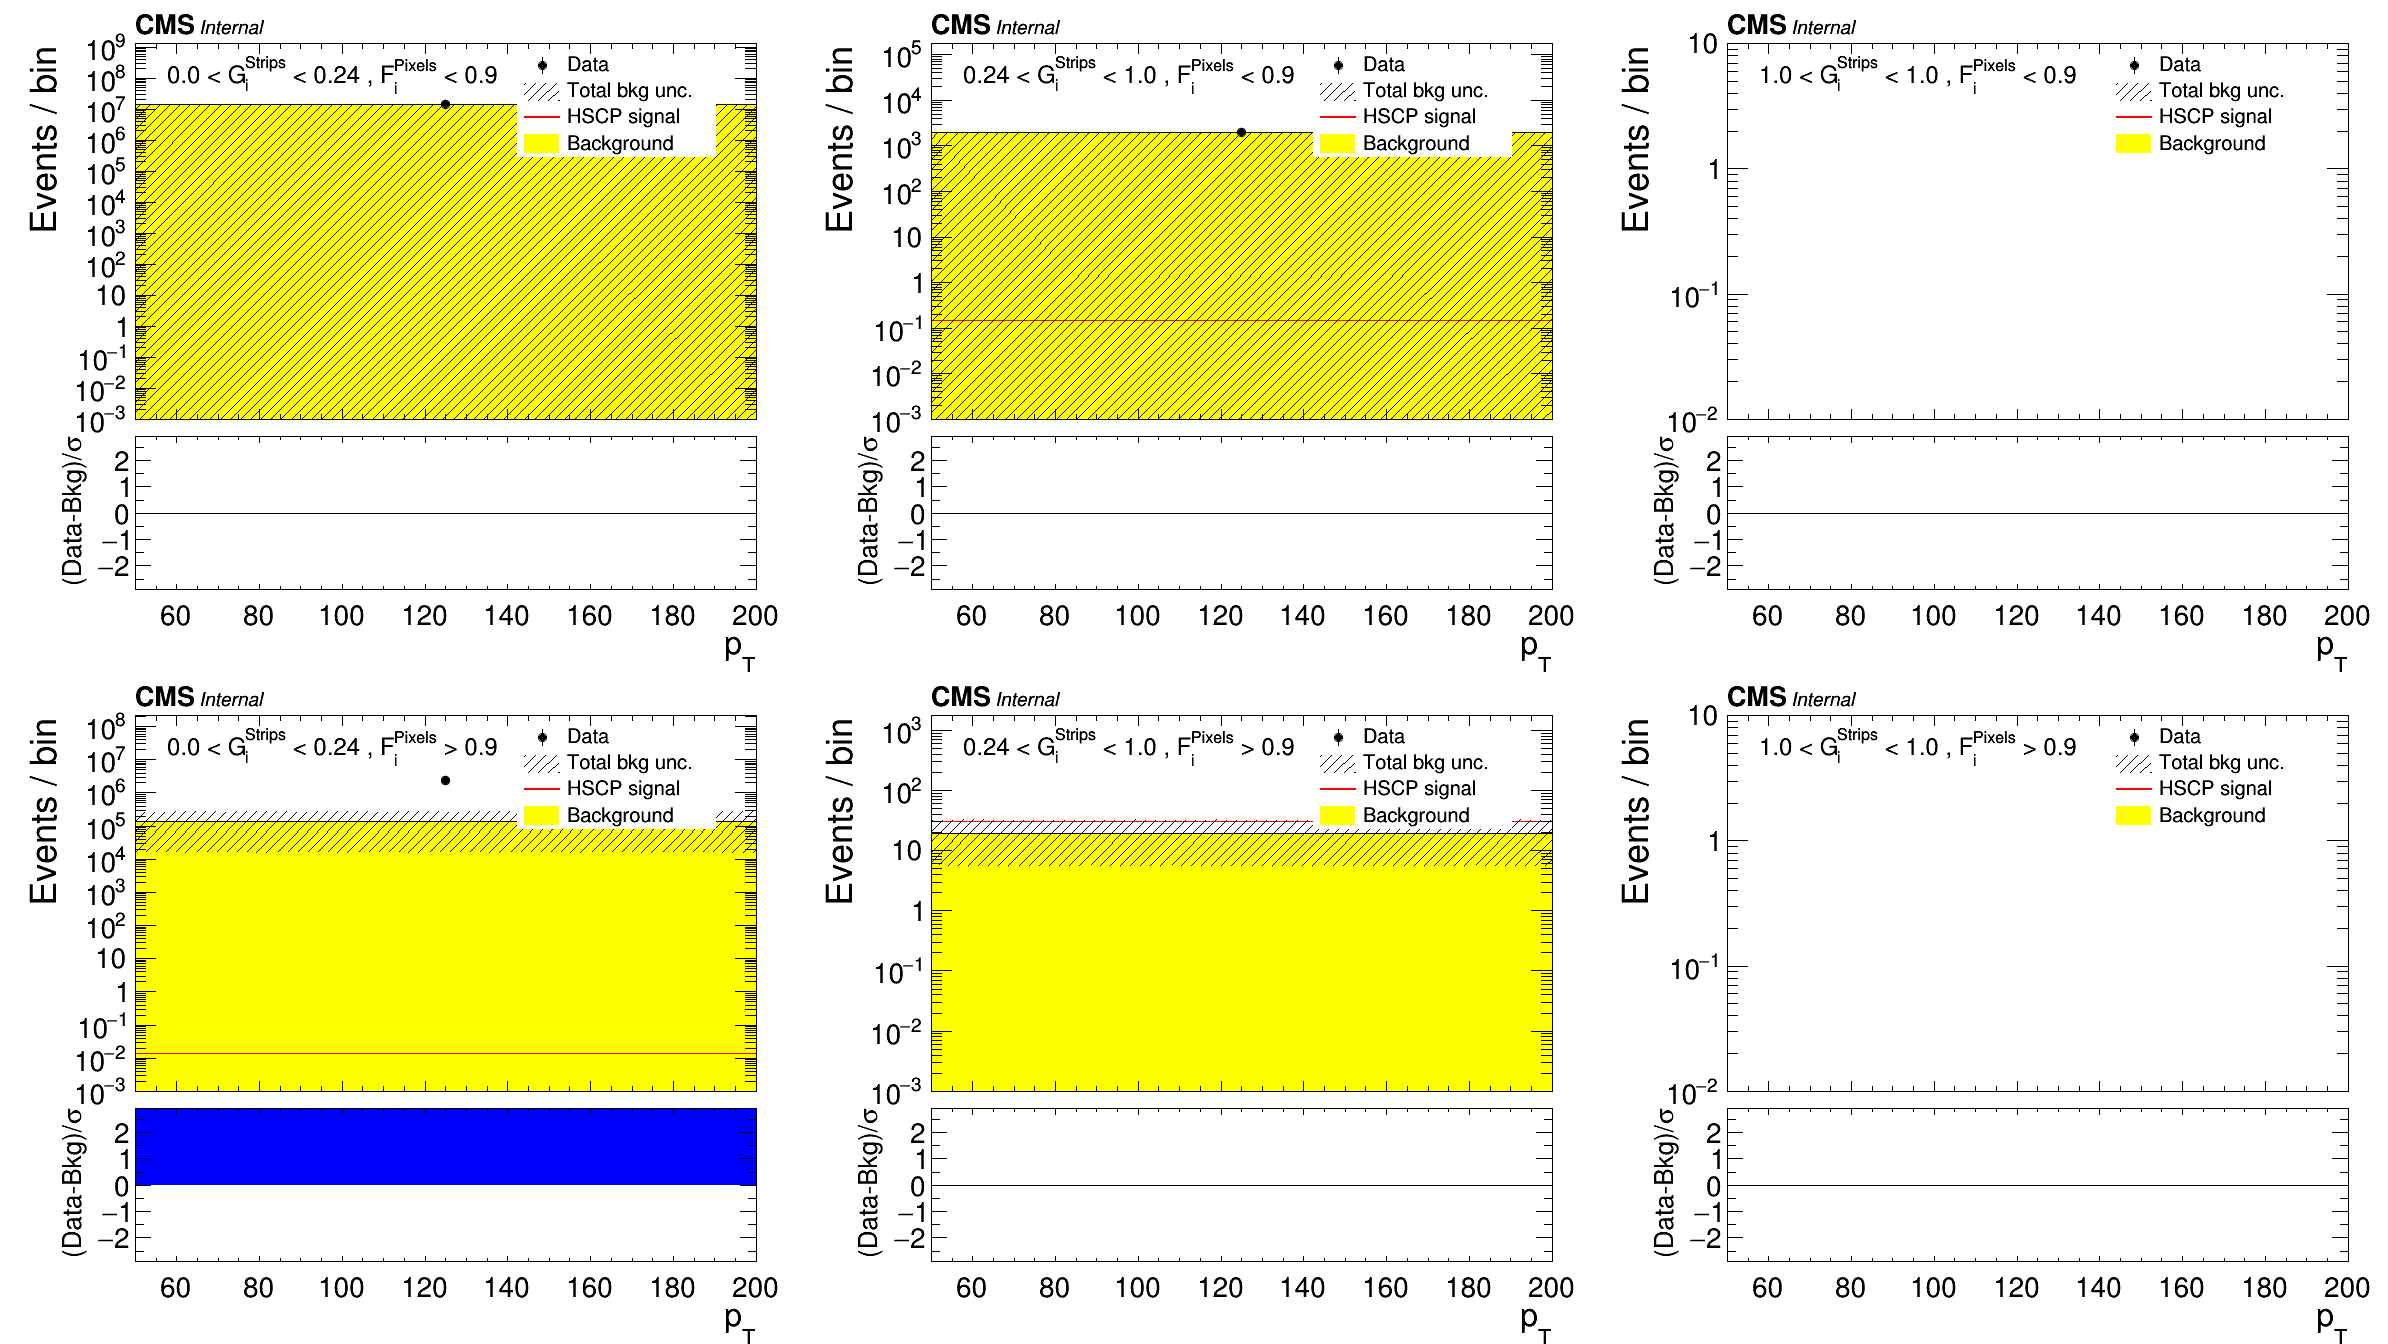 CMS Internal
Events / bin
0.0 < G_i^Strips < 0.24 , F_i^Pixels < 0.9
Data
Total bkg unc.
HSCP signal
Background
10^9
10^8
10^7
10^6
10^5
10^4
10^3
10^2
10
1
10^−1
10^−2
10^−3
(Data-Bkg)/σ
2
1
0
−1
−2
60 80 100 120 140 160 180 200
p_T
CMS Internal
Events / bin
0.24 < G_i^Strips < 1.0 , F_i^Pixels < 0.9
Data
Total bkg unc.
HSCP signal
Background
10^5
10^4
10^3
10^2
10
1
10^−1
10^−2
10^−3
(Data-Bkg)/σ
2
1
0
−1
−2
60 80 100 120 140 160 180 200
p_T
CMS Internal
Events / bin
1.0 < G_i^Strips < 1.0 , F_i^Pixels < 0.9
Data
Total bkg unc.
HSCP signal
Background
10
1
10^−1
10^−2
(Data-Bkg)/σ
2
1
0
−1
−2
60 80 100 120 140 160 180 200
p_T
CMS Internal
Events / bin
0.0 < G_i^Strips < 0.24 , F_i^Pixels > 0.9
Data
Total bkg unc.
HSCP signal
Background
10^8
10^7
10^6
10^5
10^4
10^3
10^2
10
1
10^−1
10^−2
10^−3
(Data-Bkg)/σ
2
1
0
−1
−2
60 80 100 120 140 160 180 200
p_T
CMS Internal
Events / bin
0.24 < G_i^Strips < 1.0 , F_i^Pixels > 0.9
Data
Total bkg unc.
HSCP signal
Background
10^3
10^2
10
1
10^−1
10^−2
10^−3
(Data-Bkg)/σ
2
1
0
−1
−2
60 80 100 120 140 160 180 200
p_T
CMS Internal
Events / bin
1.0 < G_i^Strips < 1.0 , F_i^Pixels > 0.9
Data
Total bkg unc.
HSCP signal
Background
10
1
10^−1
10^−2
(Data-Bkg)/σ
2
1
0
−1
−2
60 80 100 120 140 160 180 200
p_T